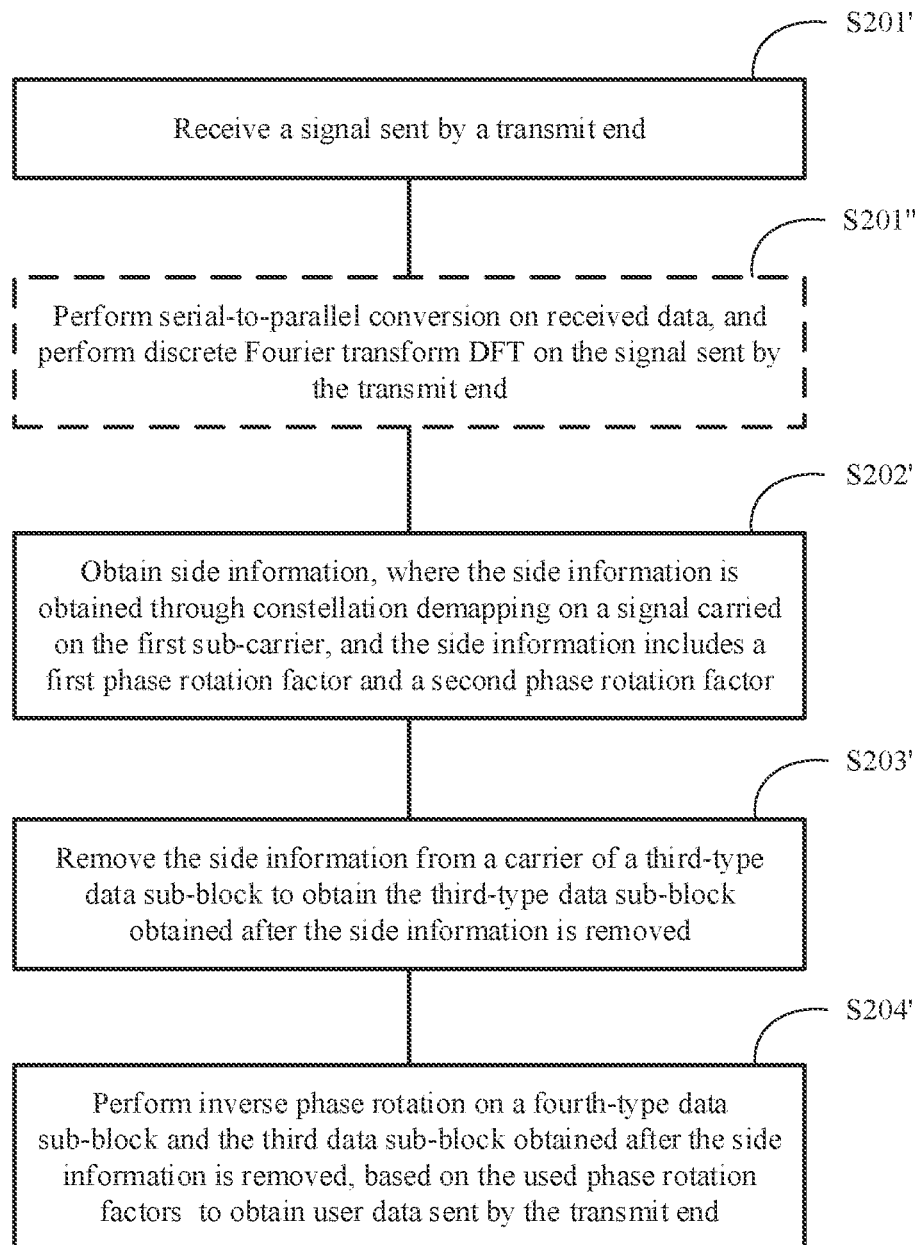 S201'
Receive a signal sent by a transmit end
S201"
Perform serial-to-parallel conversion on received data, and
perform discrete Fourier transform DFT on the signal sent by
the transmit end
S202'
Obtain side information, where the side information is
obtained through constellation demapping on a signal carried
on the first sub-carrier, and the side information includes a
first phase rotation factor and a second phase rotation factor
S203'
Remove the side information from a carrier of a third-type
data sub-block to obtain the third-type data sub-block
obtained after the side information is removed
S204'
Perform inverse phase rotation on a fourth-type data
sub-block and the third data sub-block obtained after the side
information is removed, based on the used phase rotation
factors to obtain user data sent by the transmit end